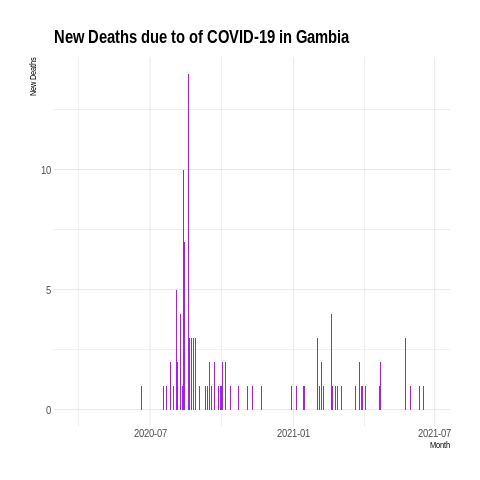 New Deaths due to of COVID-19 in Gambia
New Deaths
10
5
0
2020-07
2021-01
2021-07
Month